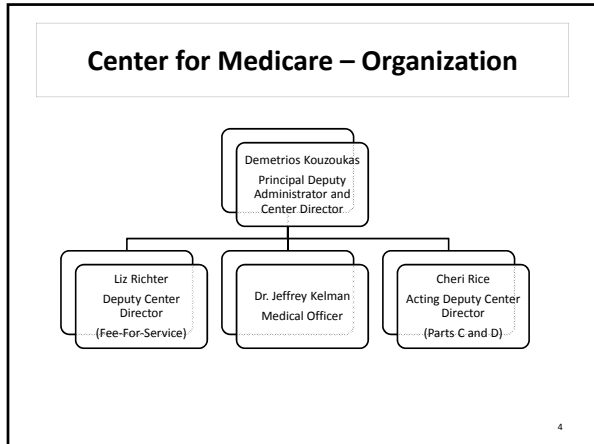 Center for Medicare – Organization
Demetrios Kouzoukas
Principal Deputy
Administrator and
Center Director
Liz Richter
Deputy Center
Director
(Fee-For-Service)
Dr. Jeffrey Kelman
Medical Officer
Cheri Rice
Acting Deputy Center
Director
(Parts C and D)
4